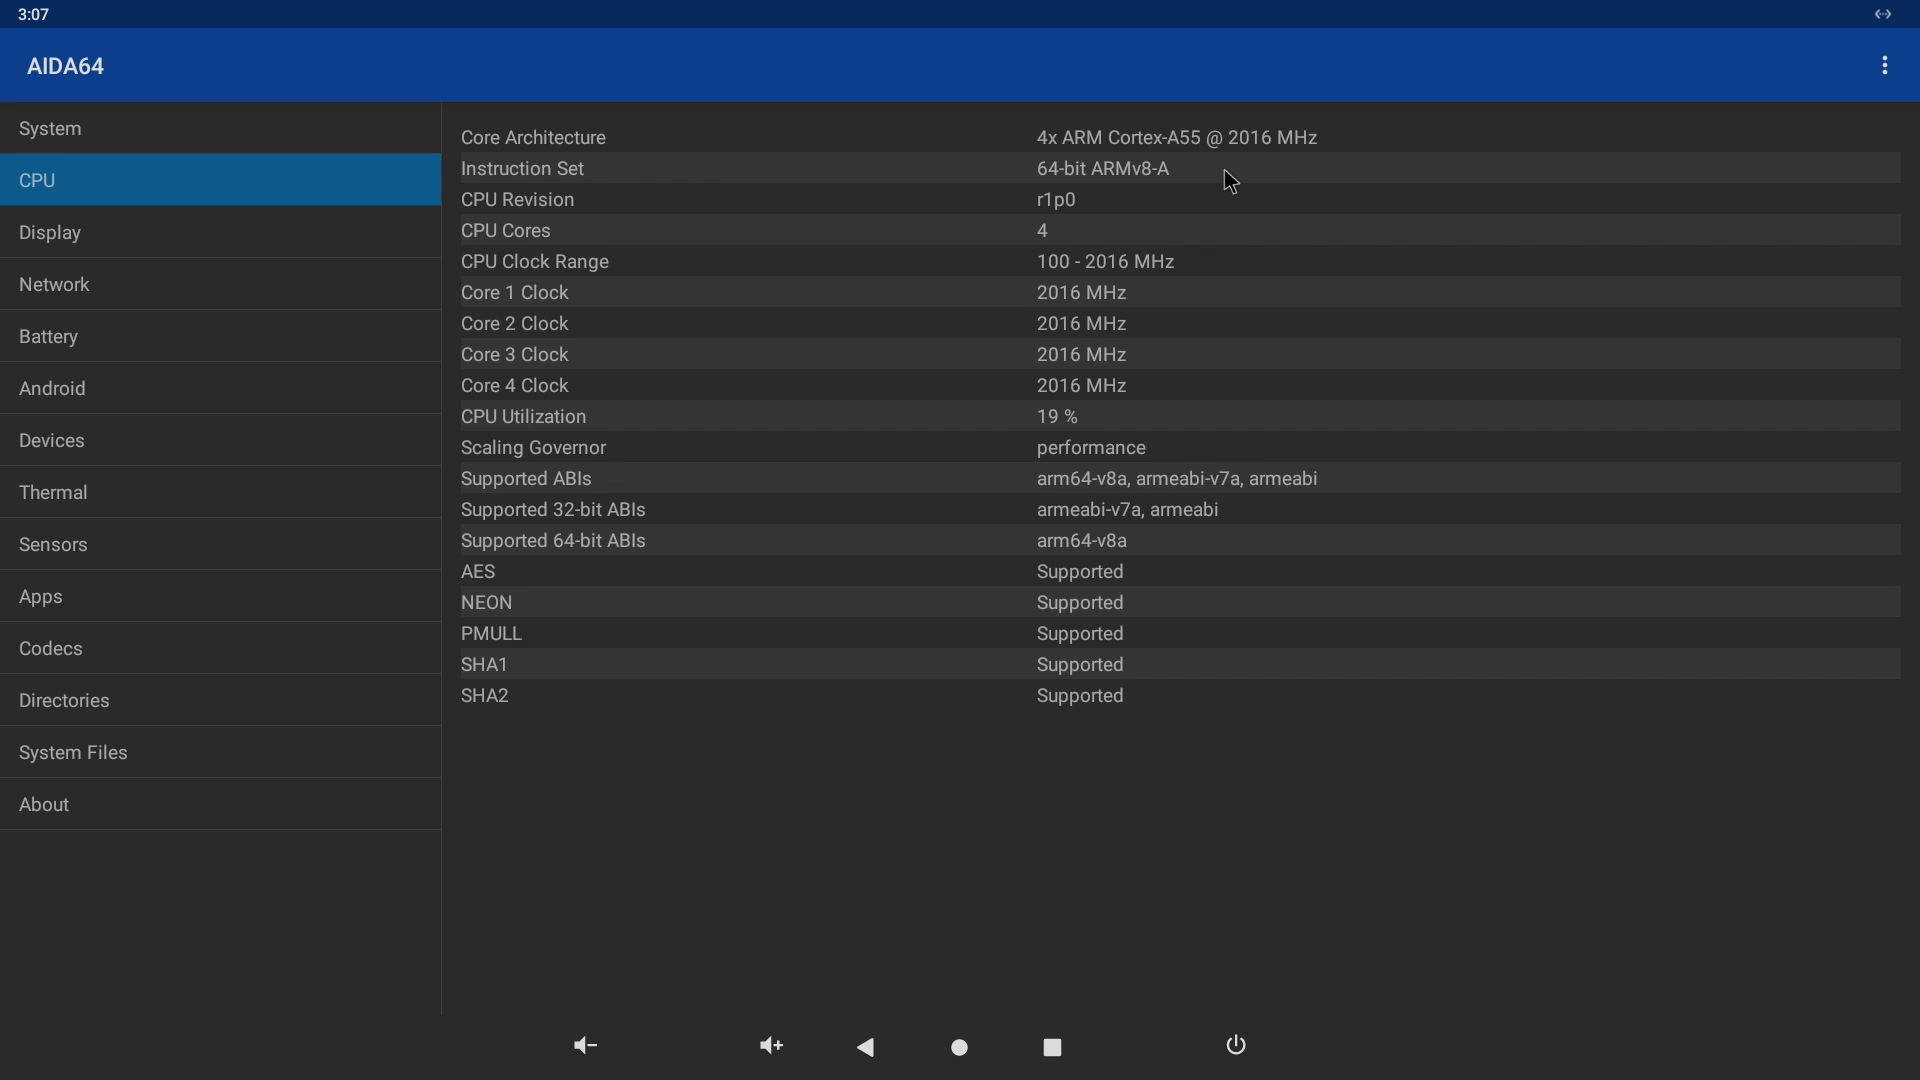 3:07
AIDA64
System
CPU
Display
Network
Battery
Android
Devices
Thermal
Sensors
Apps
Codecs
Directories
System Files
About
Core Architecture 4x ARM Cortex-A55 @ 2016 MHz
Instruction Set 64-bit ARMv8-A
CPU Revision r1p0
CPU Cores 4
CPU Clock Range 100 - 2016 MHz
Core 1 Clock 2016 MHz
Core 2 Clock 2016 MHz
Core 3 Clock 2016 MHz
Core 4 Clock 2016 MHz
CPU Utilization 19 %
Scaling Governor performance
Supported ABIs arm64-v8a, armeabi-v7a, armeabi
Supported 32-bit ABIs armeabi-v7a, armeabi
Supported 64-bit ABIs arm64-v8a
AES Supported
NEON Supported
PMULL Supported
SHA1 Supported
SHA2 Supported